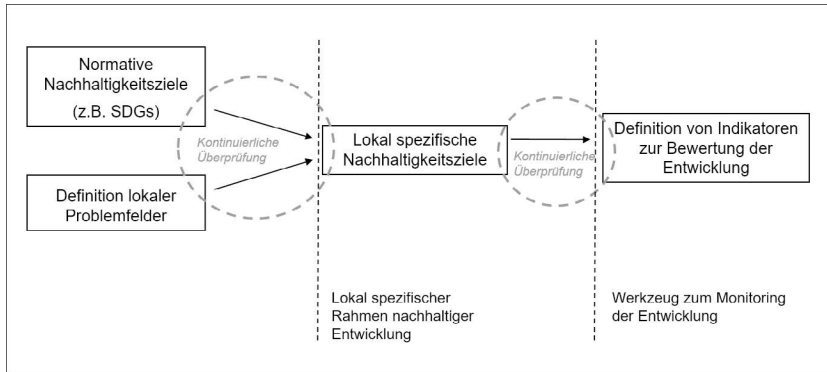 Normative
Nachhaltigkeitsziele
(z.B. SDGs)
Kontinuierliche
Überprüfung
Definition lokaler
Problemfelder
Lokal spezifische
Nachhaltigkeitsziele
Kontinuierliche
Überprüfung
Definition von Indikatoren
zur Bewertung der
Entwicklung
Lokal spezifischer
Rahmen nachhaltiger
Entwicklung
Werkzeug zum Monitoring
der Entwicklung